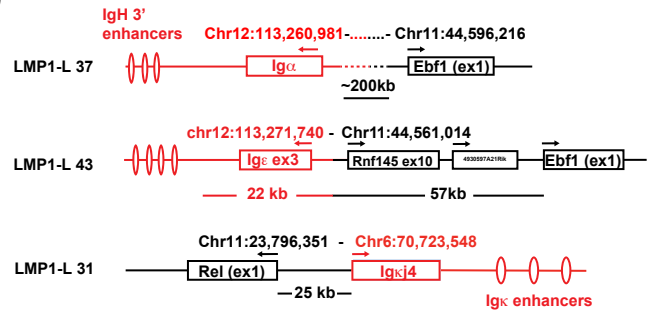 IgH 3'
enhancers
Chr12:113,260,981-........- Chr11:44,596,216
LMP1-L 37
Igα
Ebf1 (ex1)
~200kb
chr12:113,271,740 - Chr11:44,561,014
LMP1-L 43
Igε ex3
Rnf145 ex10
4930597A21Rik
Ebf1 (ex1)
22 kb
57kb
Chr11:23,796,351 - Chr6:70,723,548
LMP1-L 31
Rel (ex1)
Igκj4
25 kb
Igκ enhancers